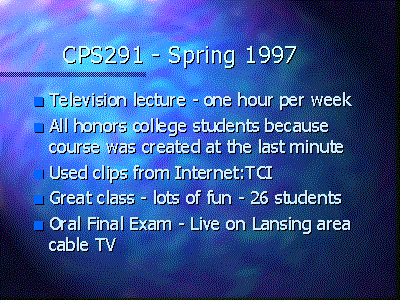 CPS291 - Spring 1997
Television lecture - one hour per week
All honors college students because
course was created at the last minute
Used clips from Internet:TCI
Great class - lots of fun - 26 students
Oral Final Exam - Live on Lansing area
cable TV